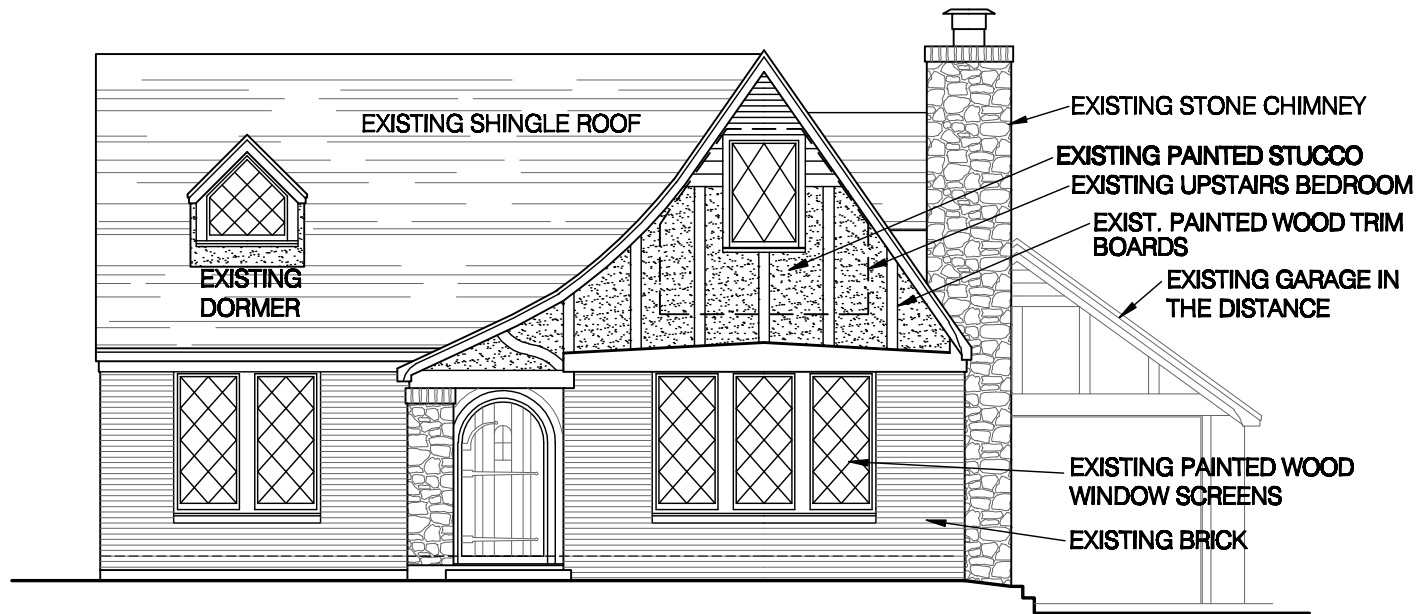 EXISTING SHINGLE ROOF
EXISTING
DORMER
EXISTING STONE CHIMNEY
EXISTING PAINTED STUCCO
EXISTING UPSTAIRS BEDROOM
EXIST. PAINTED WOOD TRIM
BOARDS
EXISTING GARAGE IN
THE DISTANCE
EXISTING PAINTED WOOD
WINDOW SCREENS
EXISTING BRICK